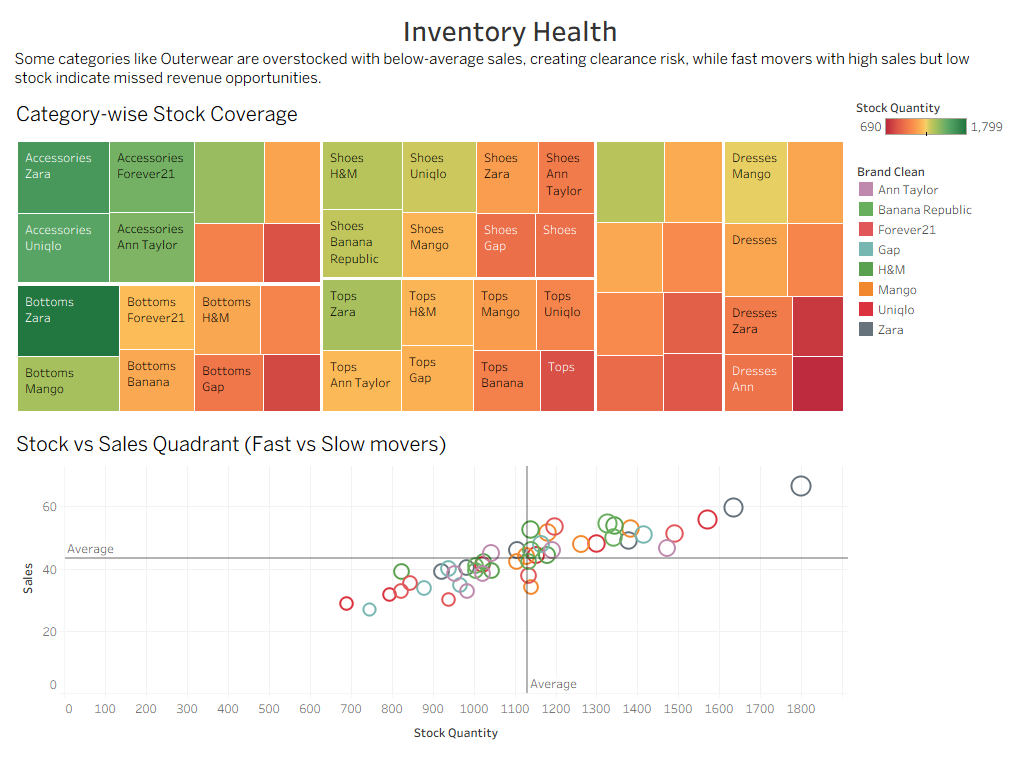 Inventory Health
Some categories like Outerwear are overstocked with below-average sales, creating clearance risk, while fast movers with high sales but low
stock indicate missed revenue opportunities.
Category-wise Stock Coverage
Accessories
Zara
Accessories
Forever21
Accessories
Uniqlo
Accessories
Ann Taylor
Bottoms
Zara
Bottoms
Forever21
Bottoms
H&M
Bottoms
Mango
Bottoms
Banana
Bottoms
Gap
Shoes
H&M
Shoes
Uniqlo
Shoes
Zara
Shoes
Ann
Taylor
Shoes
Banana
Republic
Shoes
Mango
Shoes
Gap
Shoes
Tops
Zara
Tops
H&M
Tops
Mango
Tops
Uniqlo
Tops
Ann Taylor
Tops
Gap
Tops
Banana
Tops
Dresses
Mango
Dresses
Dresses
Zara
Dresses
Ann
Stock Quantity
690 1,799
Brand Clean
Ann Taylor
Banana Republic
Forever21
Gap
H&M
Mango
Uniqlo
Zara
Stock vs Sales Quadrant (Fast vs Slow movers)
Sales
60
40
20
0
Average
Average
0 100 200 300 400 500 600 700 800 900 1000 1100 1200 1300 1400 1500 1600 1700 1800
Stock Quantity